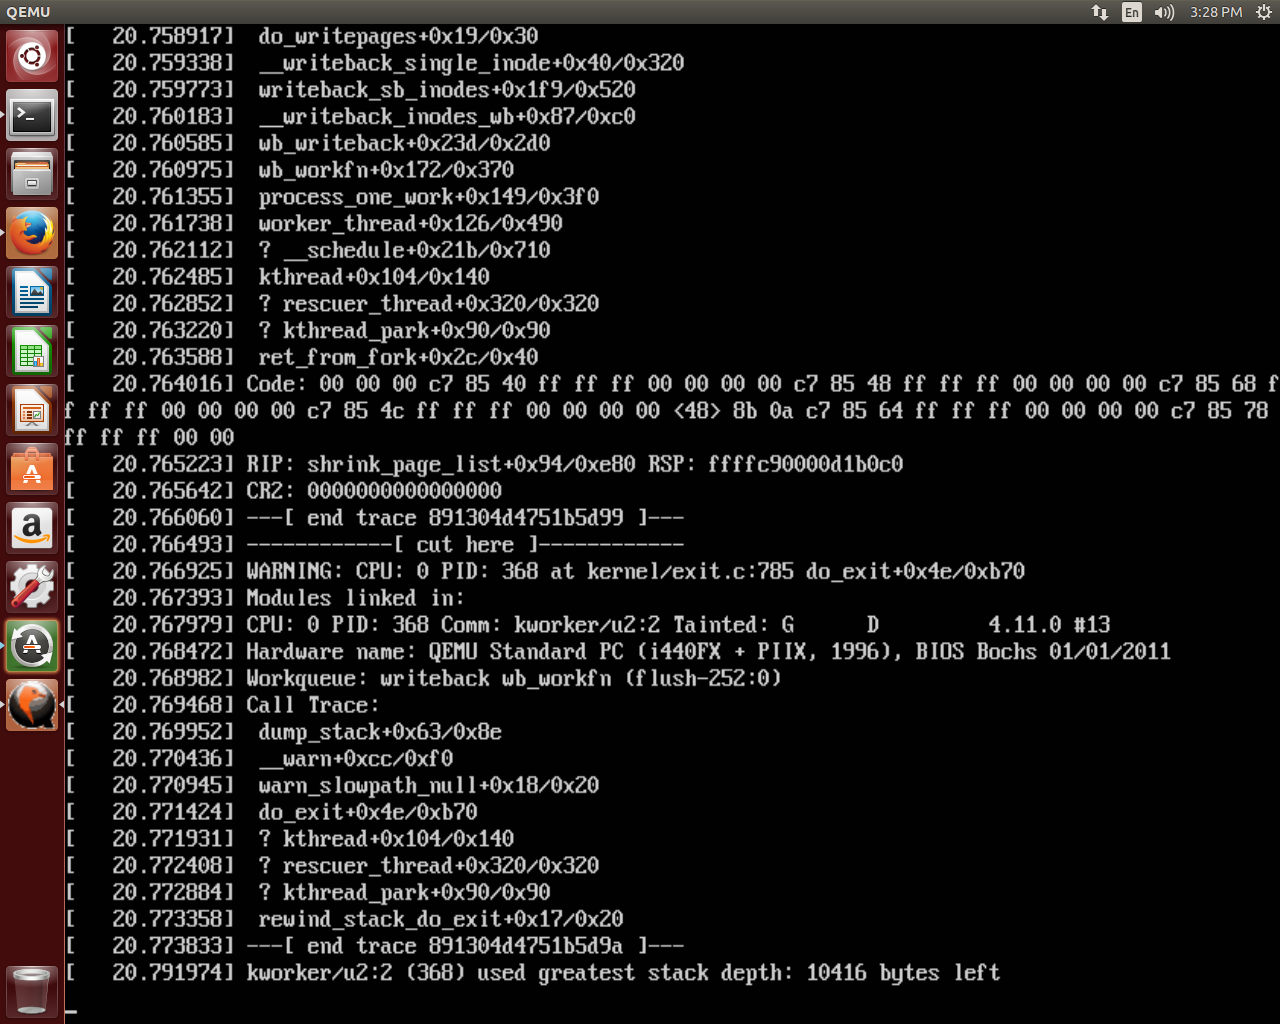 QEMU
En
3:28 PM
[   20.758917]  do_writepages+0x19/0x30
[   20.759338]  __writeback_single_inode+0x40/0x320
[   20.759773]  writeback_sb_inodes+0x1f9/0x520
[   20.760183]  __writeback_inodes_wb+0x87/0xc0
[   20.760585]  wb_writeback+0x23d/0x2d0
[   20.760975]  wb_workfn+0x172/0x370
[   20.761355]  process_one_work+0x149/0x3f0
[   20.761738]  worker_thread+0x126/0x490
[   20.762112]  ? __schedule+0x21b/0x710
[   20.762485]  kthread+0x104/0x140
[   20.762852]  ? rescuer_thread+0x320/0x320
[   20.763220]  ? kthread_park+0x90/0x90
[   20.763588]  ret_from_fork+0x2c/0x40
[   20.764016] Code: 00 00 00 c7 85 40 ff ff ff 00 00 00 00 c7 85 48 ff ff ff 00 00 00 00 c7 85 68 f
f ff ff 00 00 00 00 c7 85 4c ff ff ff 00 00 00 00 <48> 8b 0a c7 85 64 ff ff ff 00 00 00 00 c7 85 78
ff ff ff 00 00
[   20.765223] RIP: shrink_page_list+0x94/0xe80 RSP: ffffc90000d1b0c0
[   20.765642] CR2: 0000000000000000
[   20.766060] ---[ end trace 891304d4751b5d99 ]---
[   20.766493] ------------[ cut here ]------------
[   20.766925] WARNING: CPU: 0 PID: 368 at kernel/exit.c:785 do_exit+0x4e/0xb70
[   20.767393] Modules linked in:
[   20.767979] CPU: 0 PID: 368 Comm: kworker/u2:2 Tainted: G      D         4.11.0 #13
[   20.768472] Hardware name: QEMU Standard PC (i440FX + PIIX, 1996), BIOS Bochs 01/01/2011
[   20.768982] Workqueue: writeback wb_workfn (flush-252:0)
[   20.769468] Call Trace:
[   20.769952]  dump_stack+0x63/0x8e
[   20.770436]  __warn+0xcc/0xf0
[   20.770945]  warn_slowpath_null+0x18/0x20
[   20.771424]  do_exit+0x4e/0xb70
[   20.771931]  ? kthread+0x104/0x140
[   20.772408]  ? rescuer_thread+0x320/0x320
[   20.772884]  ? kthread_park+0x90/0x90
[   20.773358]  rewind_stack_do_exit+0x17/0x20
[   20.773833] ---[ end trace 891304d4751b5d9a ]---
[   20.791974] kworker/u2:2 (368) used greatest stack depth: 10416 bytes left